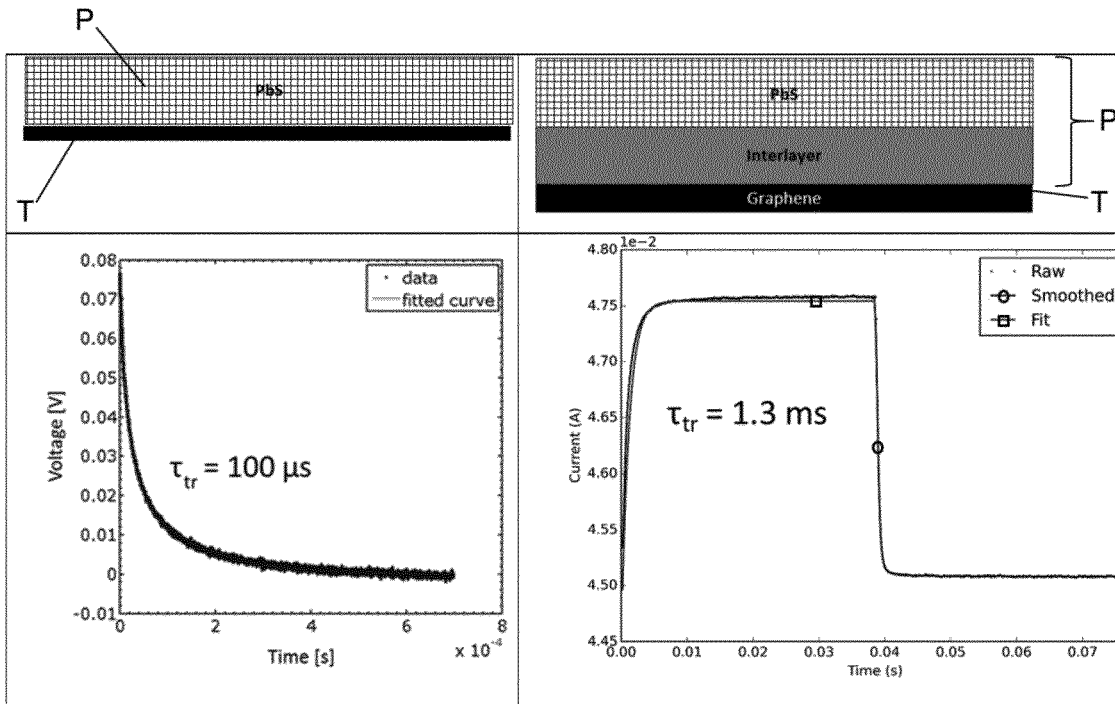 P
PbS
T
PbS
Interlayer
Graphene
P
T
0.08
0.07
0.06
0.05
0.04
0.03
0.02
0.01
0
-0.01
Voltage [V]
data
fitted curve
τtr = 100 μs
0 2 4 6 8
x 10⁻⁴
Time [s]
1e−2
4.80
4.75
4.70
4.65
4.60
4.55
4.50
4.45
Current (A)
Raw
Smoothed
Fit
τtr = 1.3 ms
0.00 0.01 0.02 0.03 0.04 0.05 0.06 0.07
Time (s)